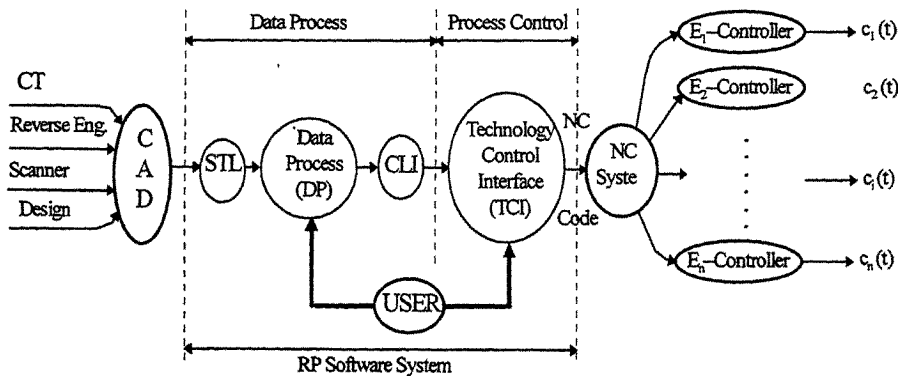 Data Process
Process Control
E₁–Controller
c₁(t)
CT
E₂–Controller
c₂(t)
Reverse Eng.
Scanner
Design
C
A
D
STL
Data
Process
(DP)
CLI
Technology
Control
Interface
(TCI)
NC
Code
NC
Syste
cᵢ(t)
Eₙ–Controller
cₙ(t)
USER
RP Software System